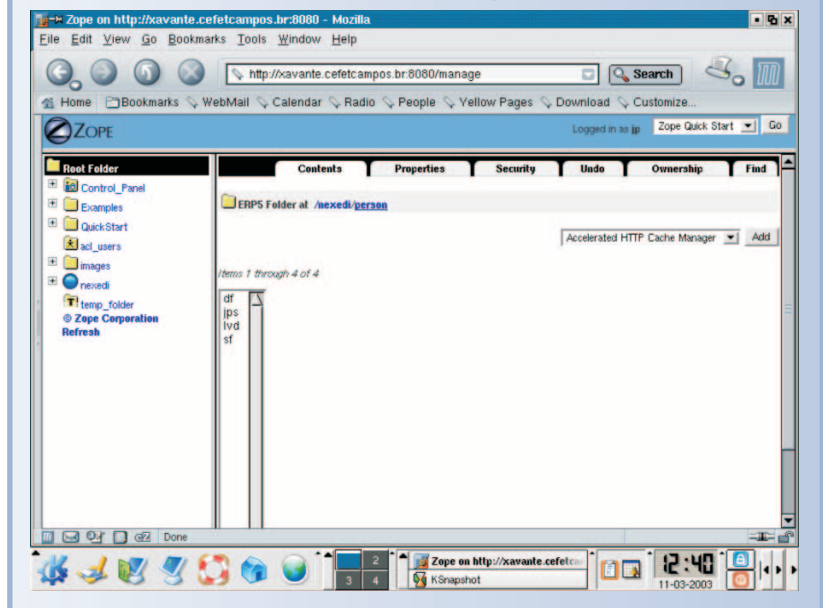 Zope on http://xavante.cefetcampos.br:8080 - Mozilla
File Edit View Go Bookmarks Tools Window Help
http://xavante.cefetcampos.br:8080/manage
Search
Home Bookmarks WebMail Calendar Radio People Yellow Pages Download Customize...
ZOPE
Logged in as jp
Zope Quick Start
Go
Root Folder
Control_Panel
Examples
QuickStart
acl_users
images
nexedi
temp_folder
© Zope Corporation
Refresh
Contents Properties Security Undo Ownership Find
ERP5 Folder at /nexedi/person
Accelerated HTTP Cache Manager
Add
Items 1 through 4 of 4
df
jps
lvd
sf
Done
2
3 4
Zope on http://xavante.cefetca
KSnapshot
12:40
11-03-2003